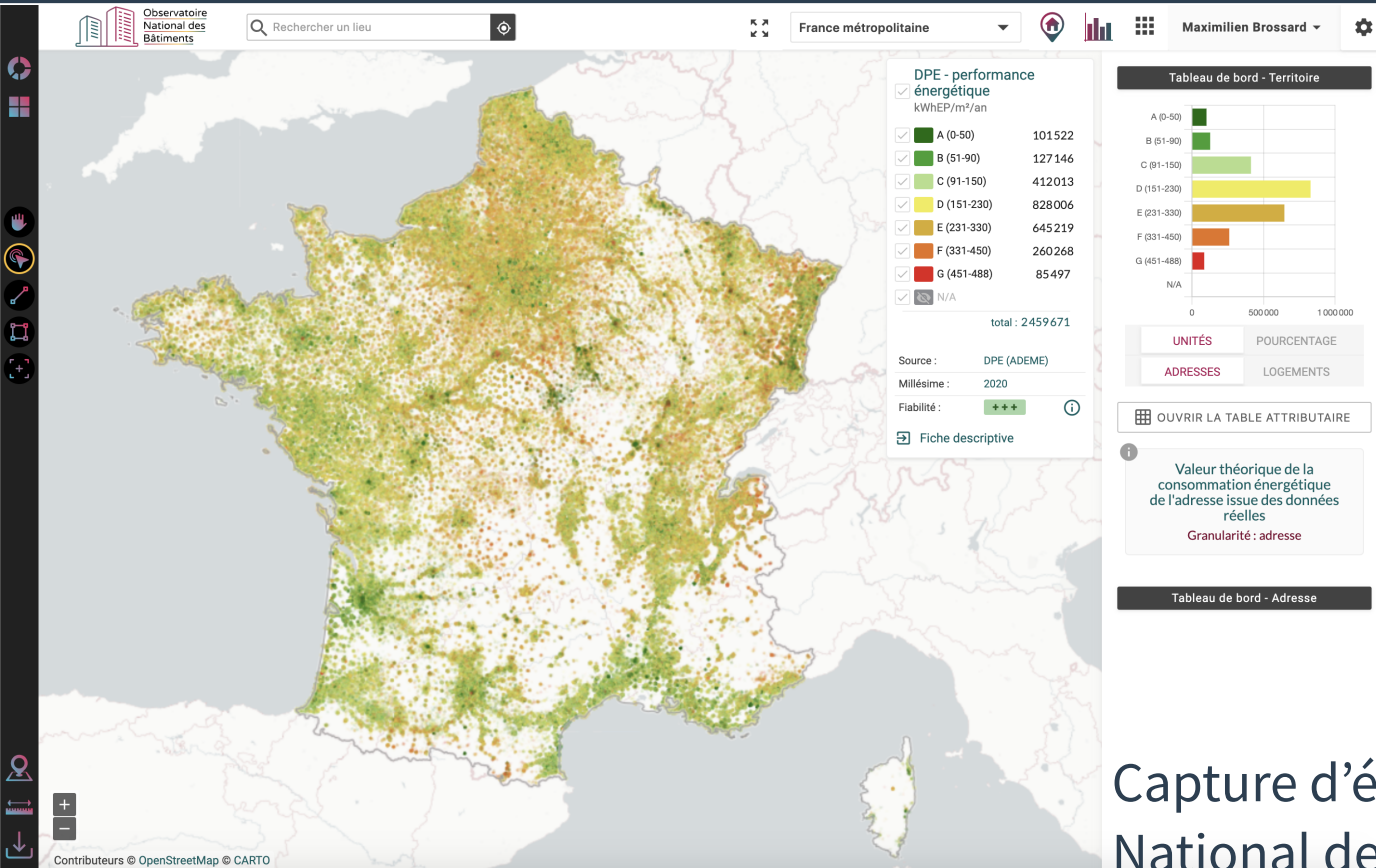 Observatoire
National des
Bâtiments
Rechercher un lieu
France métropolitaine
Maximilien Brossard
DPE - performance
énergétique
kWhEP/m²/an
A (0-50) 101522
B (51-90) 127146
C (91-150) 412013
D (151-230) 828006
E (231-330) 645219
F (331-450) 260268
G (451-488) 85497
N/A
total : 2459671
Source : DPE (ADEME)
Millésime : 2020
Fiabilité : +++
Fiche descriptive
Tableau de bord - Territoire
A (0-50)
B (51-90)
C (91-150)
D (151-230)
E (231-330)
F (331-450)
G (451-488)
N/A
0 500000 1000000
UNITÉS POURCENTAGE
ADRESSES LOGEMENTS
OUVRIR LA TABLE ATTRIBUTAIRE
Valeur théorique de la
consommation énergétique
de l'adresse issue des données
réelles
Granularité : adresse
Tableau de bord - Adresse
Capture d'é
National de
+
−
Contributeurs © OpenStreetMap © CARTO